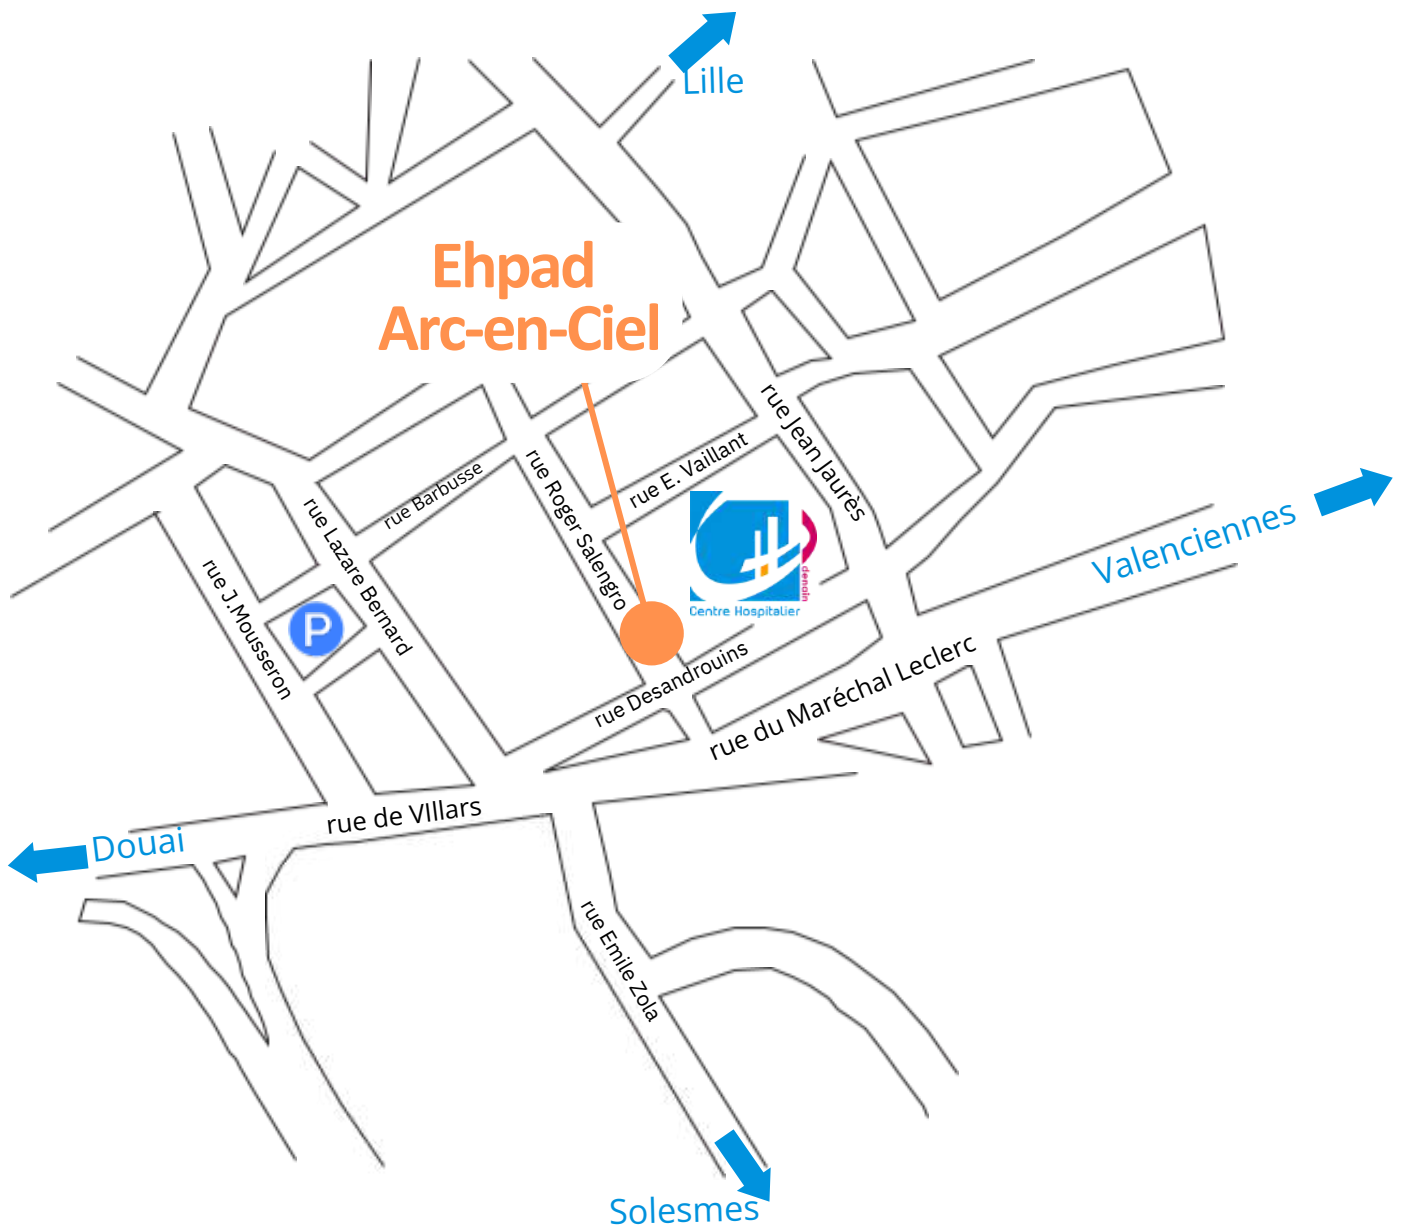 Lille
Ehpad
Arc-en-Ciel
rue Jean Jaurès
rue E. Vaillant
rue Barbusse
rue Roger Salengro
rue Lazare Bernard
Valenciennes
denain
Centre Hospitalier
rue J.Mousseron
P
rue Desandrouins
rue du Maréchal Leclerc
rue de VIllars
Douai
rue Emile Zola
Solesmes